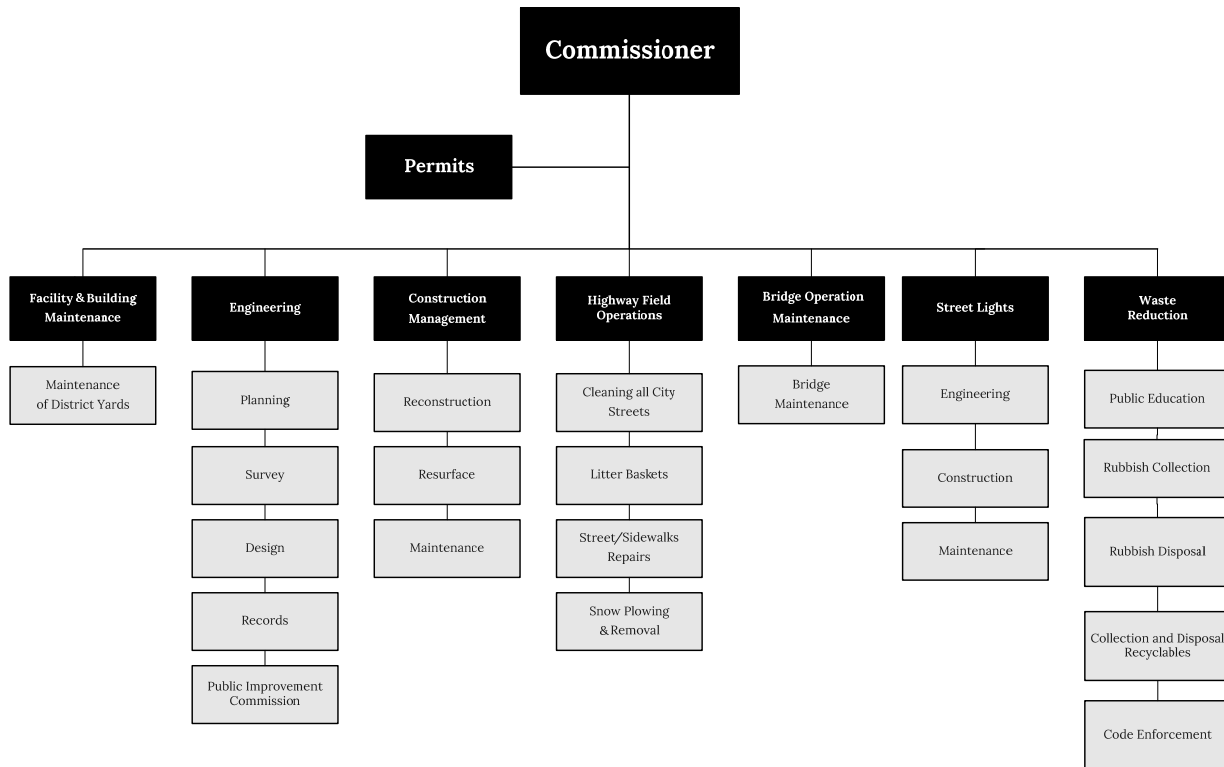 Commissioner
Permits
Facility & Building
Maintenance
Engineering
Construction
Management
Highway Field
Operations
Bridge Operation
Maintenance
Street Lights
Waste
Reduction
Maintenance
of District Yards
Planning
Survey
Design
Records
Public Improvement
Commission
Reconstruction
Resurface
Maintenance
Cleaning all City
Streets
Litter Baskets
Street/Sidewalks
Repairs
Snow Plowing
& Removal
Bridge
Maintenance
Engineering
Construction
Maintenance
Public Education
Rubbish Collection
Rubbish Disposal
Collection and Disposal
Recyclables
Code Enforcement